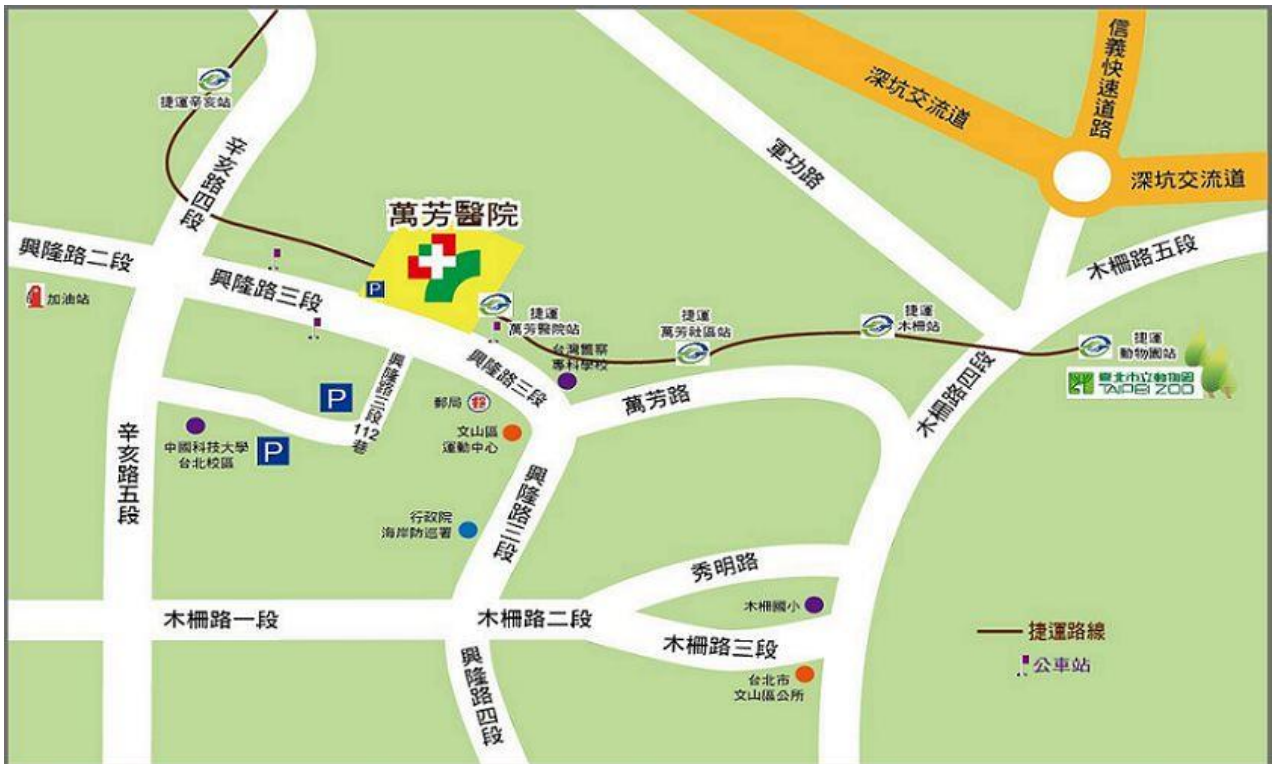 信義快速道路
深坑交流道
捷運辛亥站
軍功路
辛亥路四段
深坑交流道
萬芳醫院
興隆路二段
木柵路五段
興隆路三段
P
加油站
捷運
萬芳醫院站
捷運
萬芳社區站
捷運
木柵站
捷運
動物園站
台灣警察
專科學校
興隆路三段
興隆路三段112巷
臺北市立動物園
TAIPEI ZOO
木柵路四段
萬芳路
P
郵局
文山區
運動中心
中國科技大學
台北校區
P
辛亥路五段
興隆路三段
行政院
海岸防巡署
秀明路
木柵國小
木柵路一段
木柵路二段
木柵路三段
捷運路線
公車站
台北市
文山區公所
興隆路四段